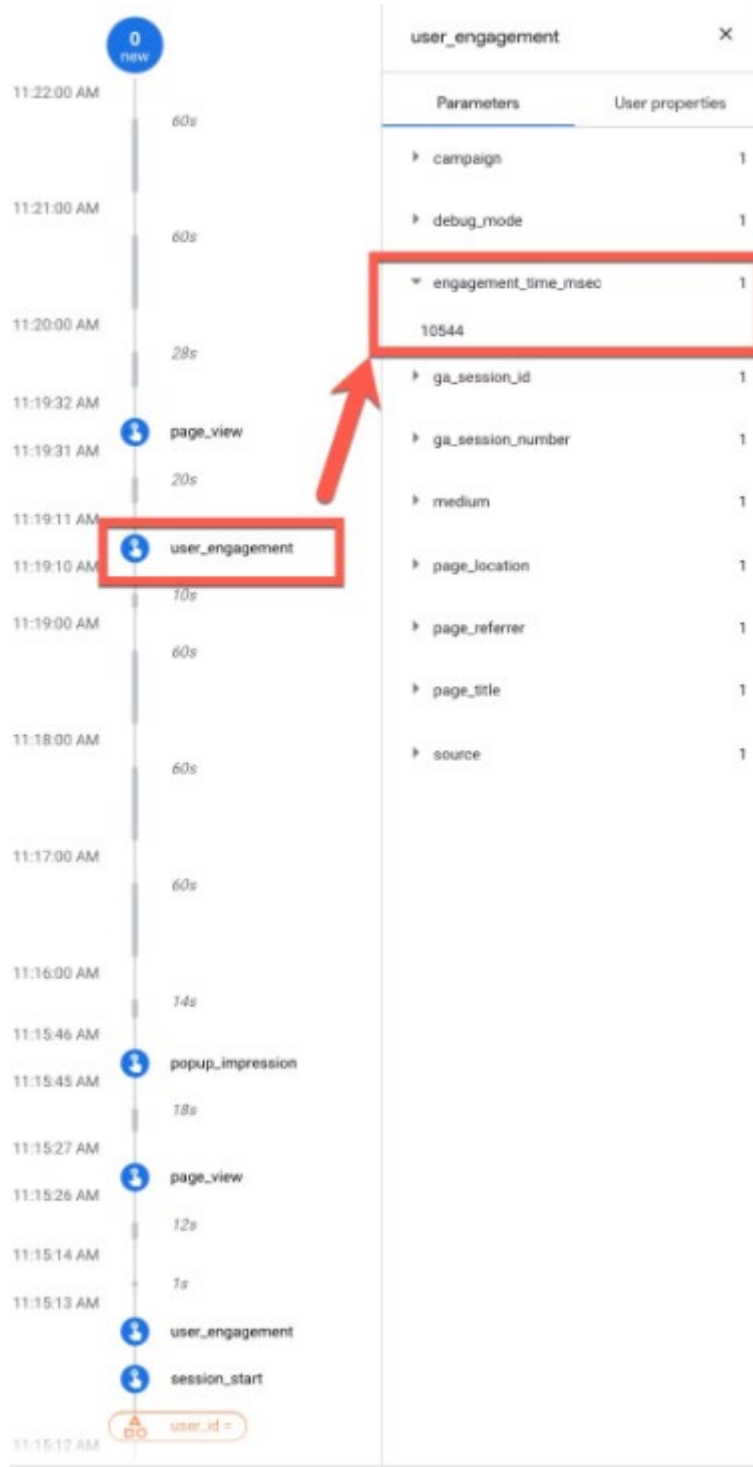 0
new
11:22:00 AM
60s
11:21:00 AM
60s
11:20:00 AM
28s
11:19:32 AM
page_view
11:19:31 AM
20s
11:19:11 AM
user_engagement
11:19:10 AM
10s
11:19:00 AM
60s
11:18:00 AM
60s
11:17:00 AM
60s
11:16:00 AM
14s
11:15:46 AM
popup_impression
11:15:45 AM
18s
11:15:27 AM
page_view
11:15:26 AM
12s
11:15:14 AM
1s
11:15:13 AM
user_engagement
session_start
user_id =
11:15:12 AM
user_engagement ×
Parameters User properties
campaign 1
debug_mode 1
engagement_time_msec 1
10544
ga_session_id 1
ga_session_number 1
medium 1
page_location 1
page_referrer 1
page_title 1
source 1